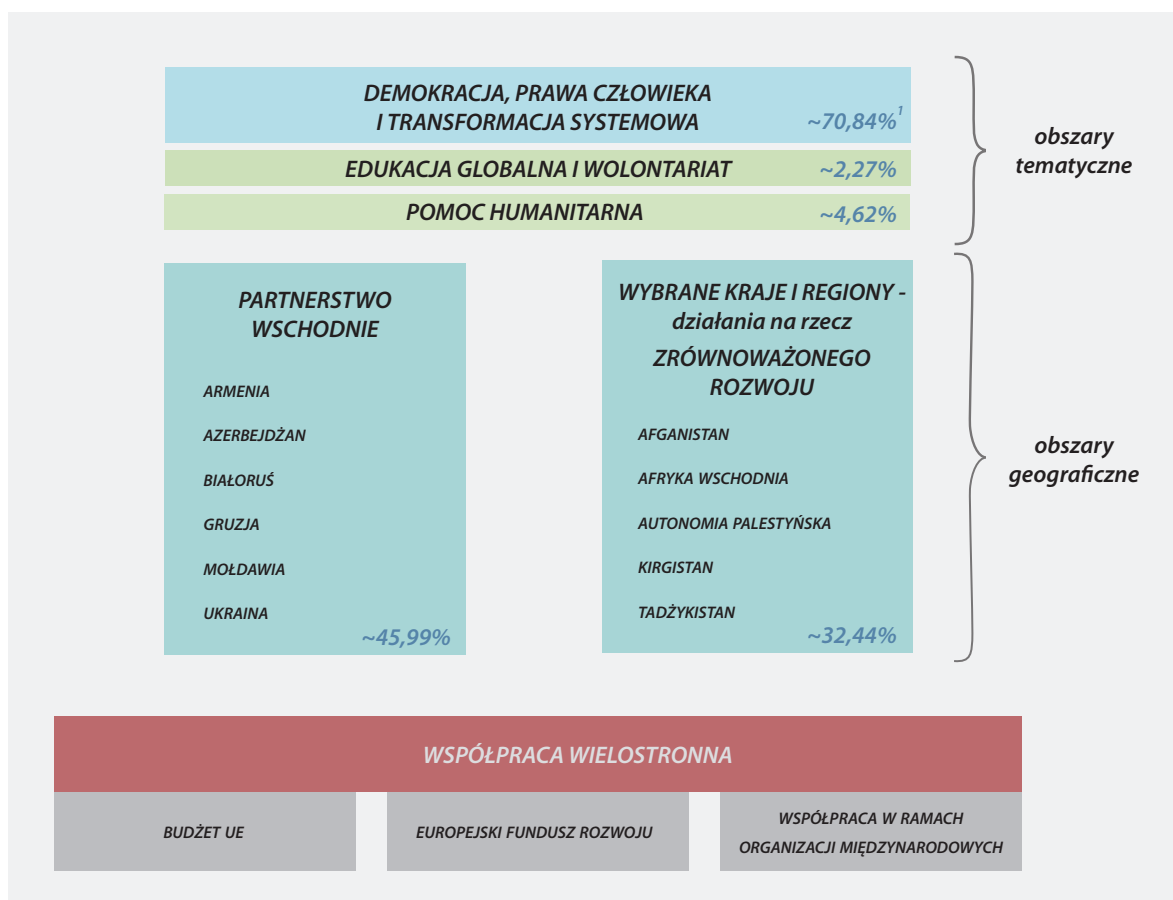 DEMOKRACJA, PRAWA CZŁOWIEKA
I TRANSFORMACJA SYSTEMOWA
~70,84%1
EDUKACJA GLOBALNA I WOLONTARIAT
~2,27%
POMOC HUMANITARNA
~4,62%
obszary
tematyczne
PARTNERSTWO
WSCHODNIE
ARMENIA
AZERBEJDŻAN
BIAŁORUŚ
GRUZJA
MOŁDAWIA
UKRAINA
~45,99%
WYBRANE KRAJE I REGIONY -
działania na rzecz
ZRÓWNOWAŻONEGO
ROZWOJU
AFGANISTAN
AFRYKA WSCHODNIA
AUTONOMIA PALESTYŃSKA
KIRGISTAN
TADŻYKISTAN
~32,44%
obszary
geograficzne
WSPÓŁPRACA WIELOSTRONNA
BUDŻET UE
EUROPEJSKI FUNDUSZ ROZWOJU
WSPÓŁPRACA W RAMACH
ORGANIZACJI MIĘDZYNARODOWYCH